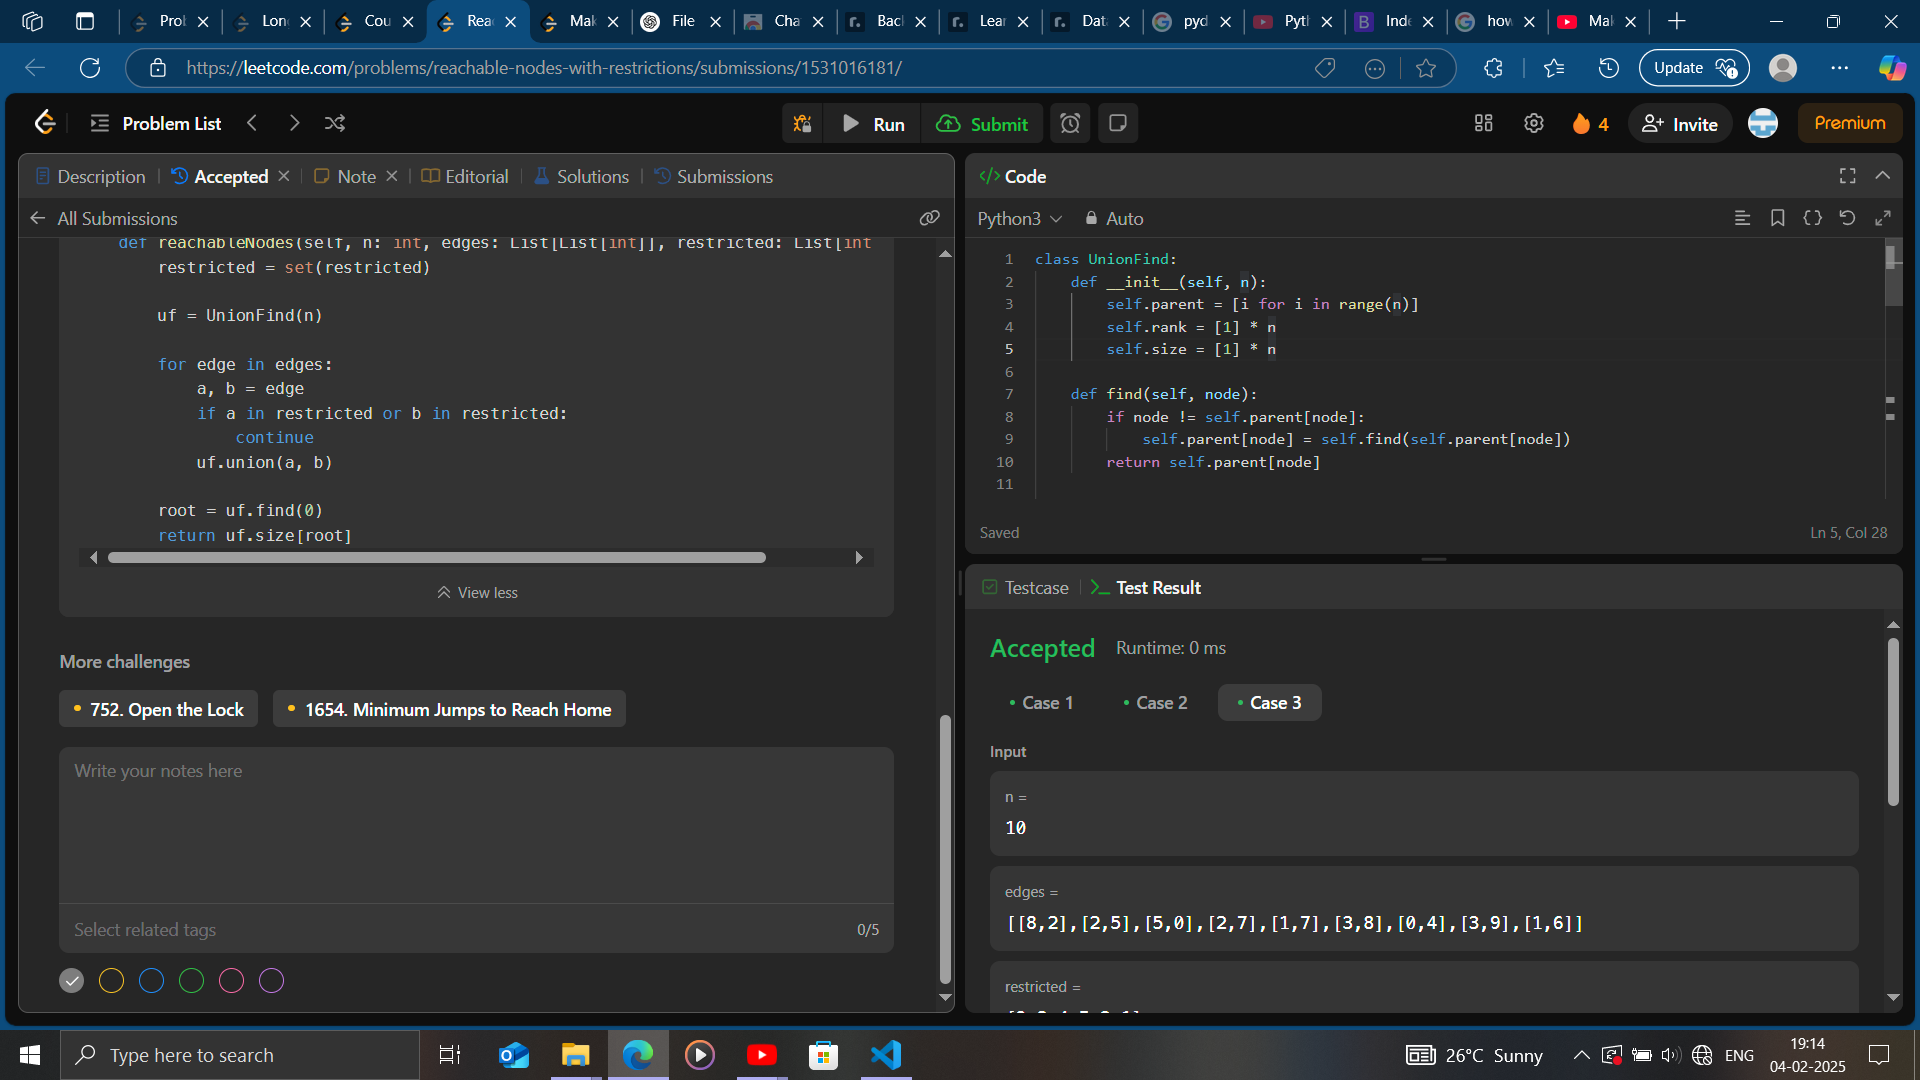 Prol
Lon
Cou
Rea
Mak
File
Cha
Bacl
Lear
Data
pyd
Pyth
Inde
how
Mak
https://leetcode.com/problems/reachable-nodes-with-restrictions/submissions/1531016181/
Update
Problem List
Run
Submit
4
Invite
Premium
Description
Accepted
Note
Editorial
Solutions
Submissions
All Submissions
def reachableNodes(self, n: int, edges: List[List[int]], restricted: List[int
restricted = set(restricted)
uf = UnionFind(n)
for edge in edges:
a, b = edge
if a in restricted or b in restricted:
continue
uf.union(a, b)
root = uf.find(0)
return uf.size[root]
View less
More challenges
752. Open the Lock
1654. Minimum Jumps to Reach Home
Write your notes here
Select related tags
0/5
</> Code
Python3
Auto
1 class UnionFind:
2 def __init__(self, n):
3 self.parent = [i for i in range(n)]
4 self.rank = [1] * n
5 self.size = [1] * n
6
7 def find(self, node):
8 if node != self.parent[node]:
9 self.parent[node] = self.find(self.parent[node])
10 return self.parent[node]
11
Saved
Ln 5, Col 28
Testcase
Test Result
Accepted
Runtime: 0 ms
Case 1
Case 2
Case 3
Input
n =
10
edges =
[[8,2],[2,5],[5,0],[2,7],[1,7],[3,8],[0,4],[3,9],[1,6]]
restricted =
Type here to search
26°C Sunny
ENG
19:14
04-02-2025